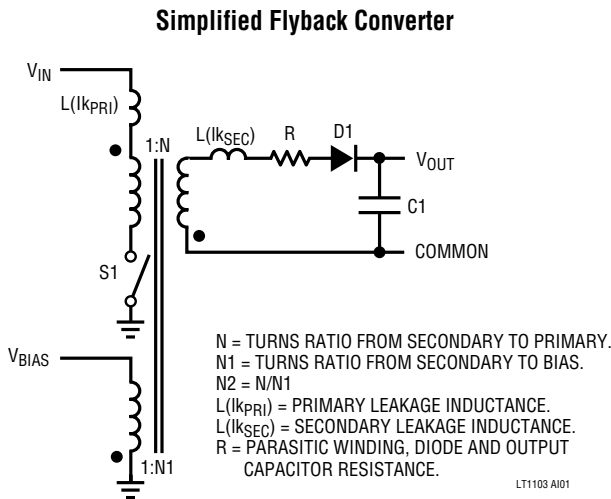 Simplified Flyback Converter
VIN
L(lkPRI)
1:N
L(lkSEC)
R
D1
VOUT
C1
COMMON
S1
VBIAS
1:N1
N = TURNS RATIO FROM SECONDARY TO PRIMARY.
N1 = TURNS RATIO FROM SECONDARY TO BIAS.
N2 = N/N1
L(lkPRI) = PRIMARY LEAKAGE INDUCTANCE.
L(lkSEC) = SECONDARY LEAKAGE INDUCTANCE.
R = PARASITIC WINDING, DIODE AND OUTPUT
CAPACITOR RESISTANCE.
LT1103 AI01